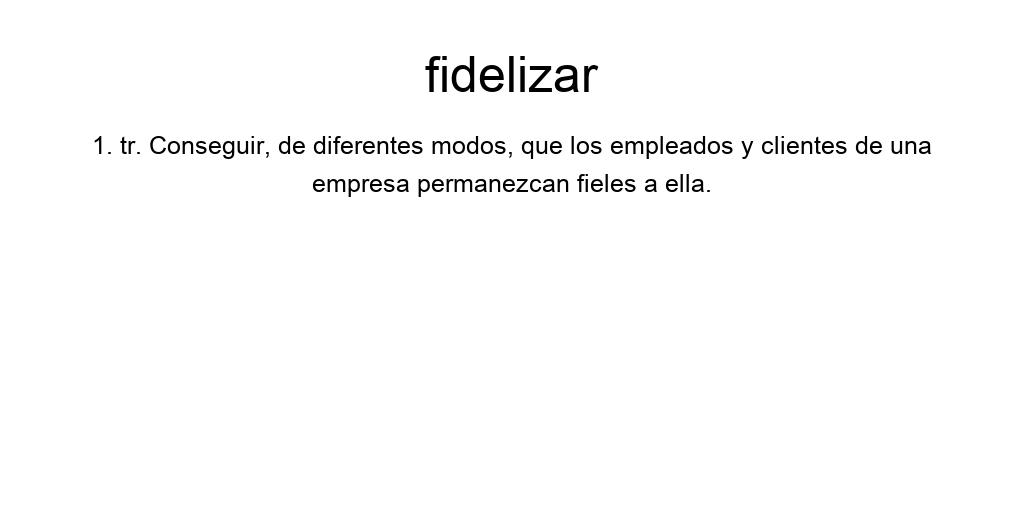 fidelizar
1. tr. Conseguir, de diferentes modos, que los empleados y clientes de una
empresa permanezcan fieles a ella.